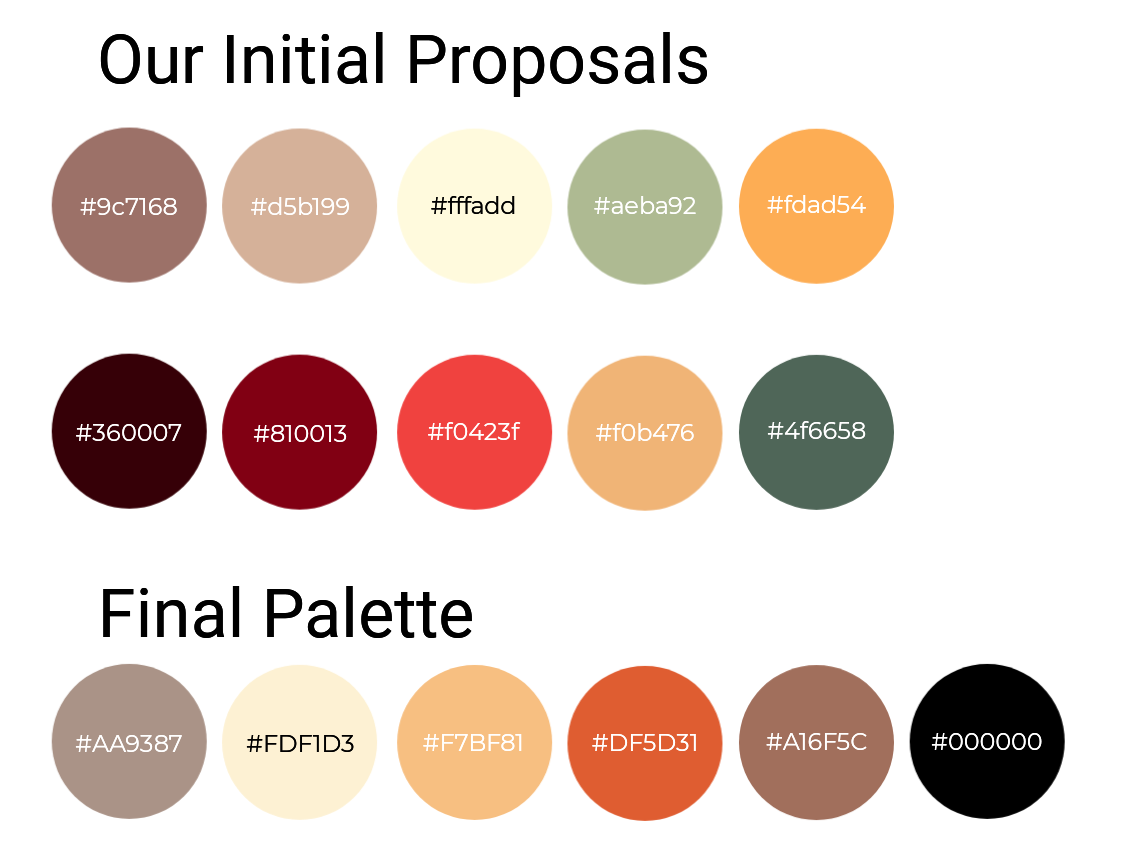 Our Initial Proposals
#9c7168 #d5b199 #fffadd #aeba92 #fdad54
#360007 #810013 #f0423f #f0b476 #4f6658
Final Palette
#AA9387 #FDF1D3 #F7BF81 #DF5D31 #A16F5C #000000